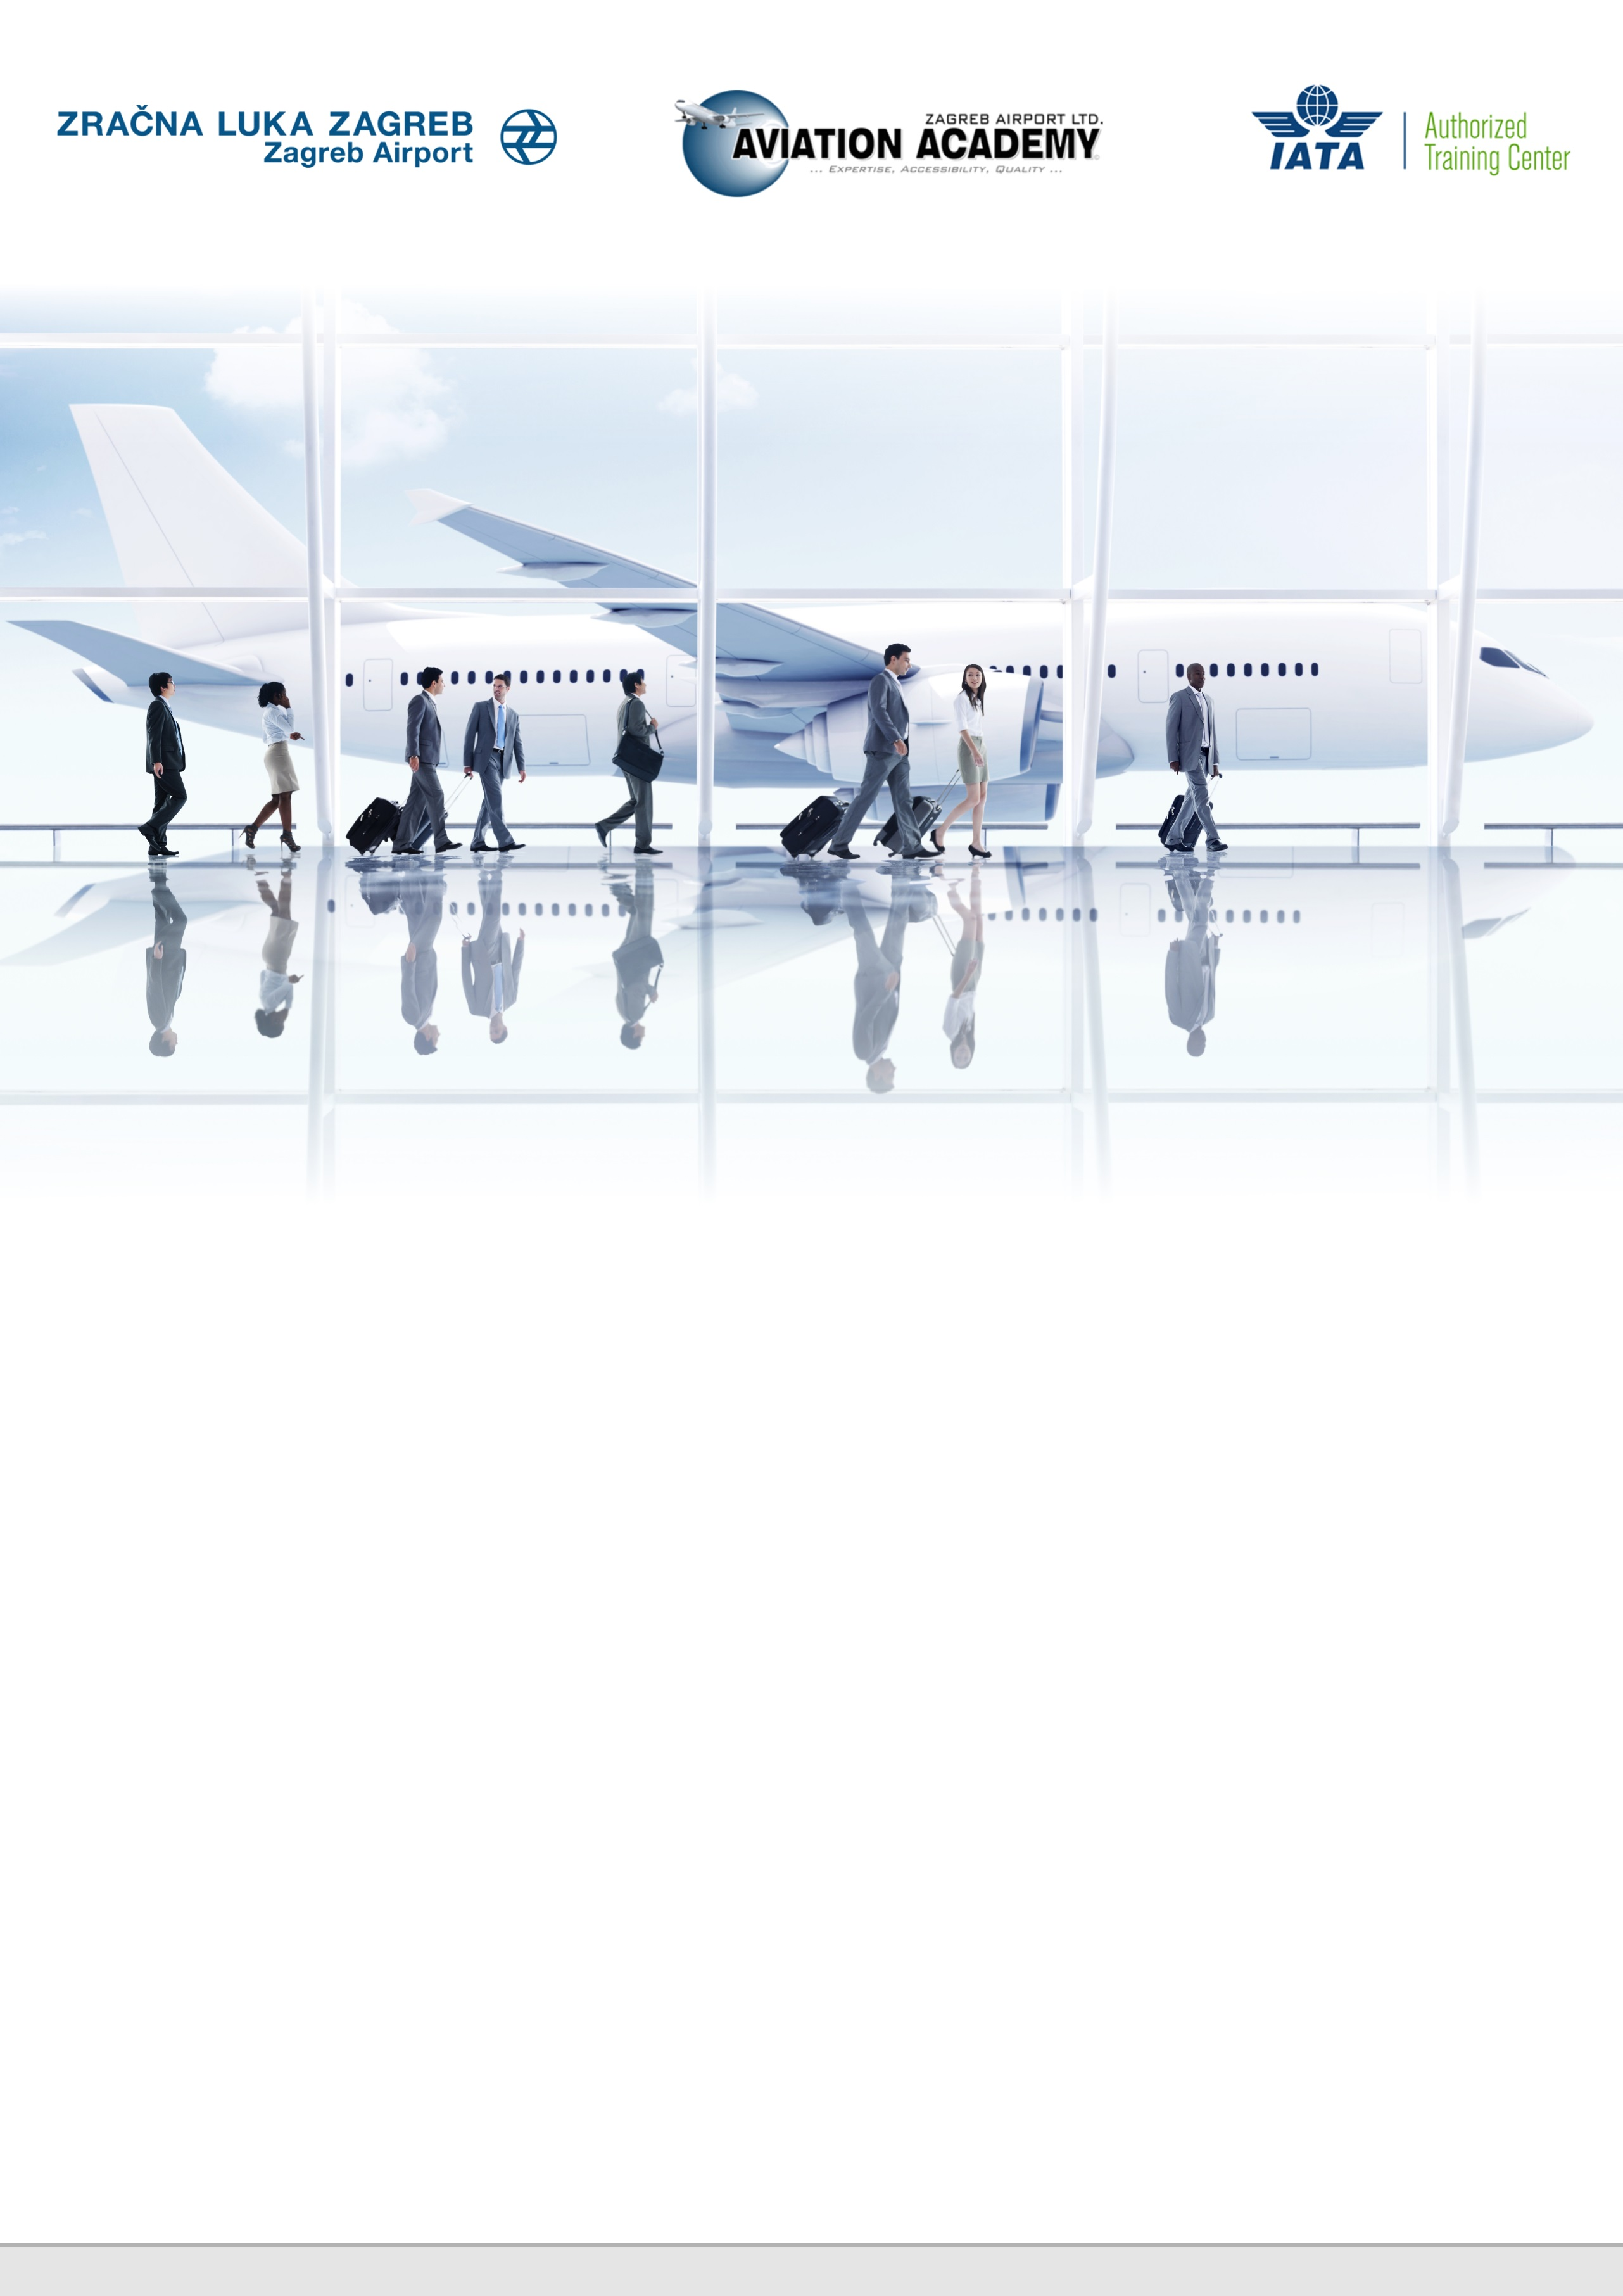 ZRAČNA LUKA ZAGREB
Zagreb Airport
ZAGREB AIRPORT LTD.
AVIATION ACADEMY
... EXPERTISE, ACCESSIBILITY, QUALITY ...
IATA
Authorized
Training Center